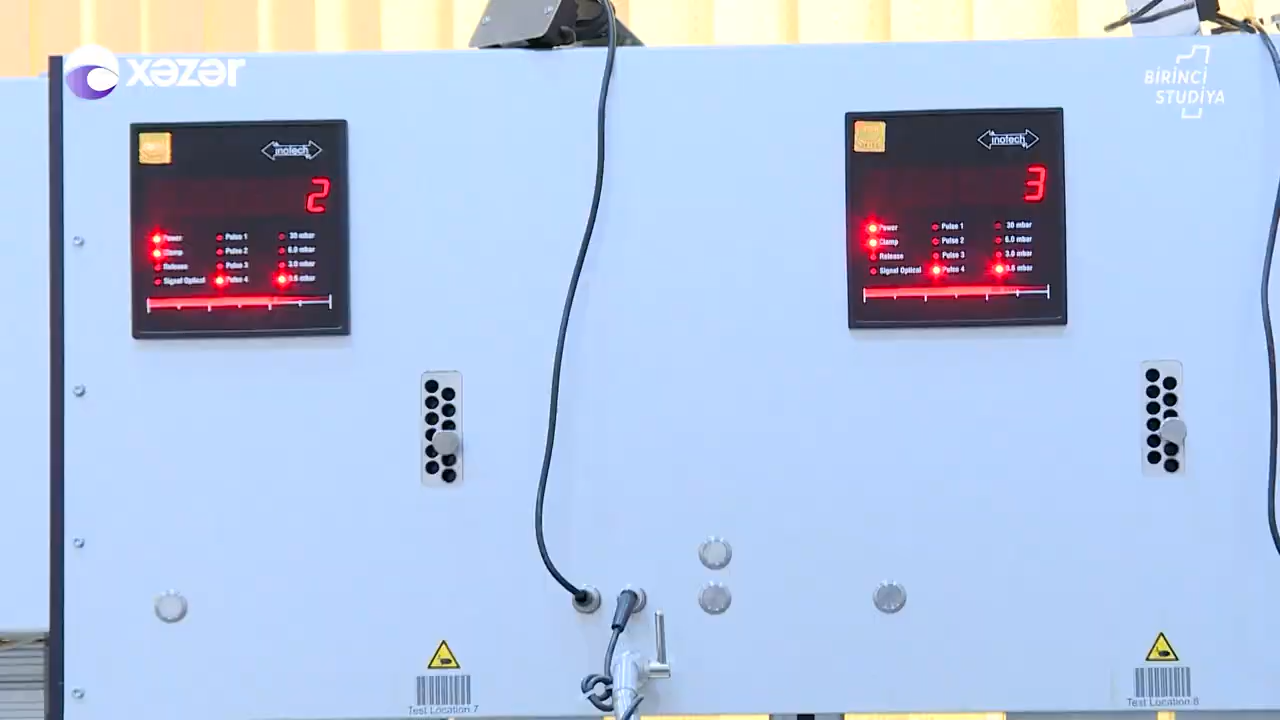 xəzər
BİRİNCİ
STUDİYA
inotech
2
Power
Clamp
Release
Signal Optical
Pulse 1
Pulse 2
Pulse 3
Pulse 4
30 mbar
6.0 mbar
3.0 mbar
0.6 mbar
inotech
3
Power
Clamp
Release
Signal Optical
Pulse 1
Pulse 2
Pulse 3
Pulse 4
30 mbar
6.0 mbar
3.0 mbar
0.6 mbar
Test Location 7
Test Location 8